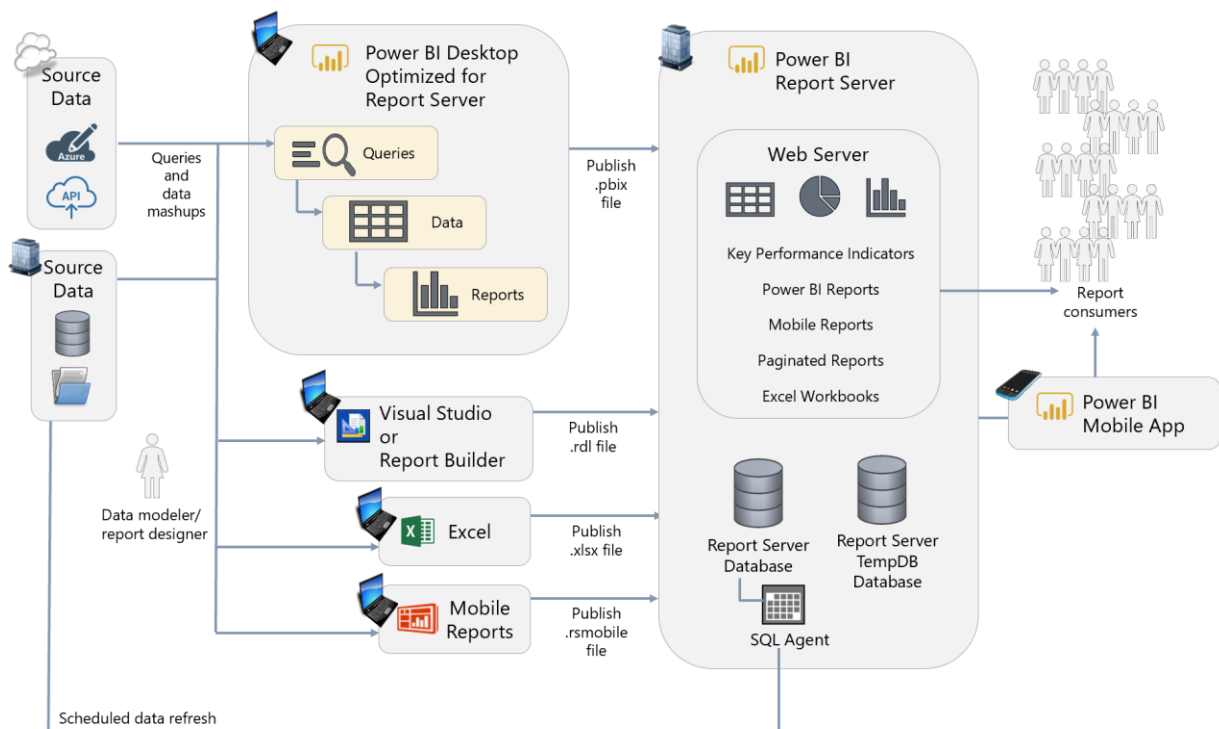 Source
Data
Azure
API
Queries
and
data
mashups
Source
Data
Data modeler/
report designer
Scheduled data refresh
Power BI Desktop
Optimized for
Report Server
Queries
Data
Reports
Visual Studio
or
Report Builder
Excel
Mobile
Reports
Publish
.pbix
file
Publish
.rdl file
Publish
.xlsx file
Publish
.rsmobile
file
Power BI
Report Server
Web Server
Key Performance Indicators
Power BI Reports
Mobile Reports
Paginated Reports
Excel Workbooks
Report Server
Database
Report Server
TempDB
Database
SQL Agent
Report
consumers
Power BI
Mobile App